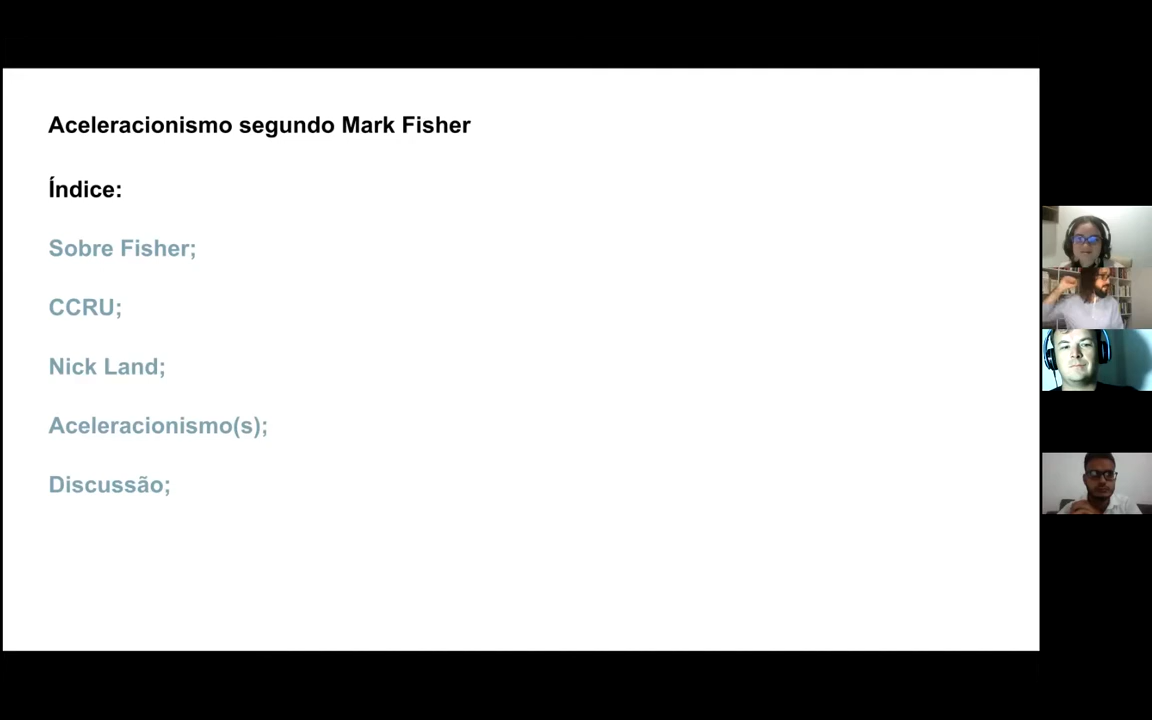 Aceleracionismo segundo Mark Fisher
Índice:
Sobre Fisher;
CCRU;
Nick Land;
Aceleracionismo(s);
Discussão;